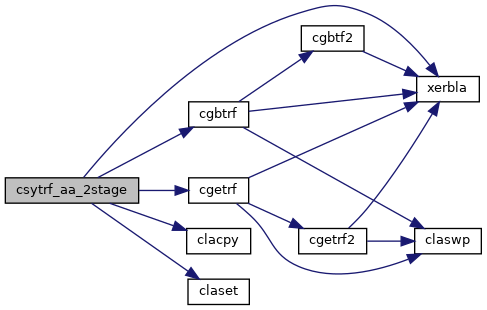 cgbtf2
xerbla
cgbtrf
csytrf_aa_2stage
cgetrf
clacpy
cgetrf2
claswp
claset